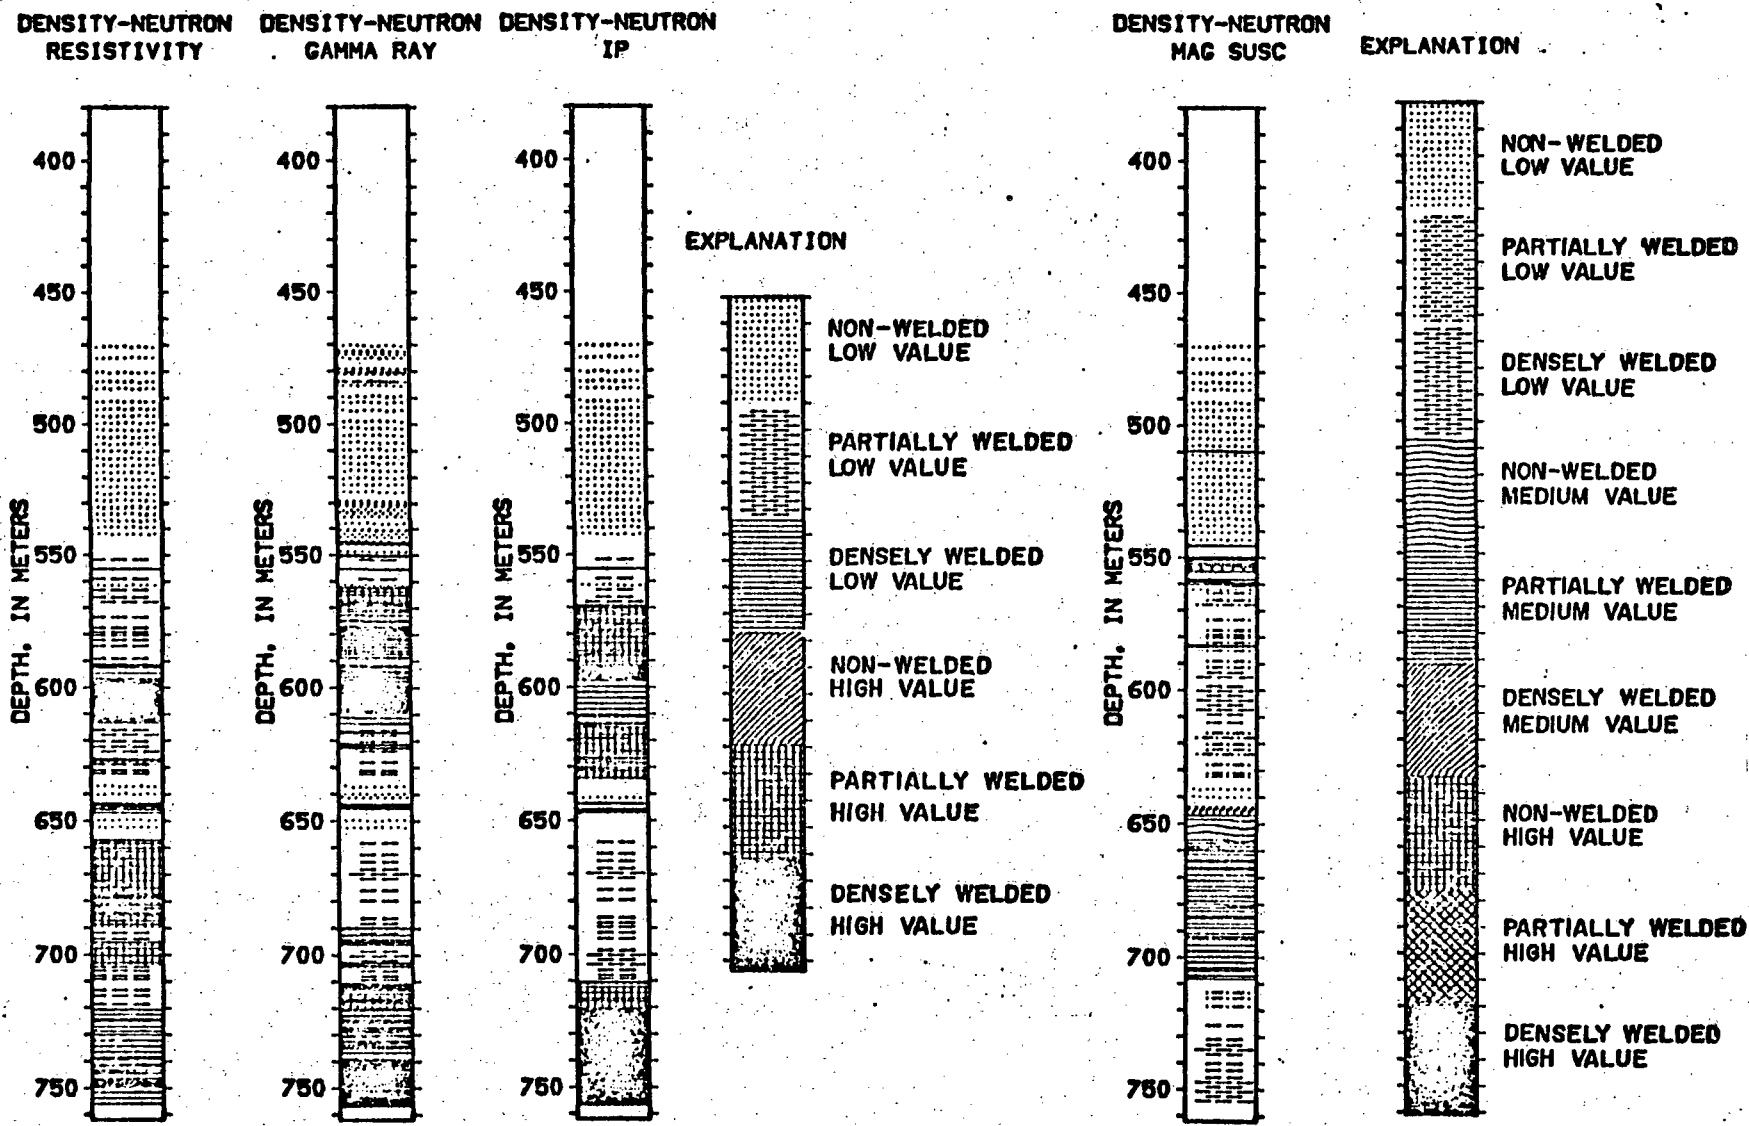 DENSITY-NEUTRON
RESISTIVITY
DENSITY-NEUTRON
GAMMA RAY
DENSITY-NEUTRON
IP
DENSITY-NEUTRON
MAG SUSC
EXPLANATION
DEPTH, IN METERS
400
450
500
550
600
650
700
750
DEPTH, IN METERS
400
450
500
550
600
650
700
750
DEPTH, IN METERS
400
450
500
550
600
650
700
750
EXPLANATION
NON-WELDED
LOW VALUE
PARTIALLY WELDED
LOW VALUE
DENSELY WELDED
LOW VALUE
NON-WELDED
HIGH VALUE
PARTIALLY WELDED
HIGH VALUE
DENSELY WELDED
HIGH VALUE
DEPTH, IN METERS
400
450
500
550
600
650
700
750
NON-WELDED
LOW VALUE
PARTIALLY WELDED
LOW VALUE
DENSELY WELDED
LOW VALUE
NON-WELDED
MEDIUM VALUE
PARTIALLY WELDED
MEDIUM VALUE
DENSELY WELDED
MEDIUM VALUE
NON-WELDED
HIGH VALUE
PARTIALLY WELDED
HIGH VALUE
DENSELY WELDED
HIGH VALUE